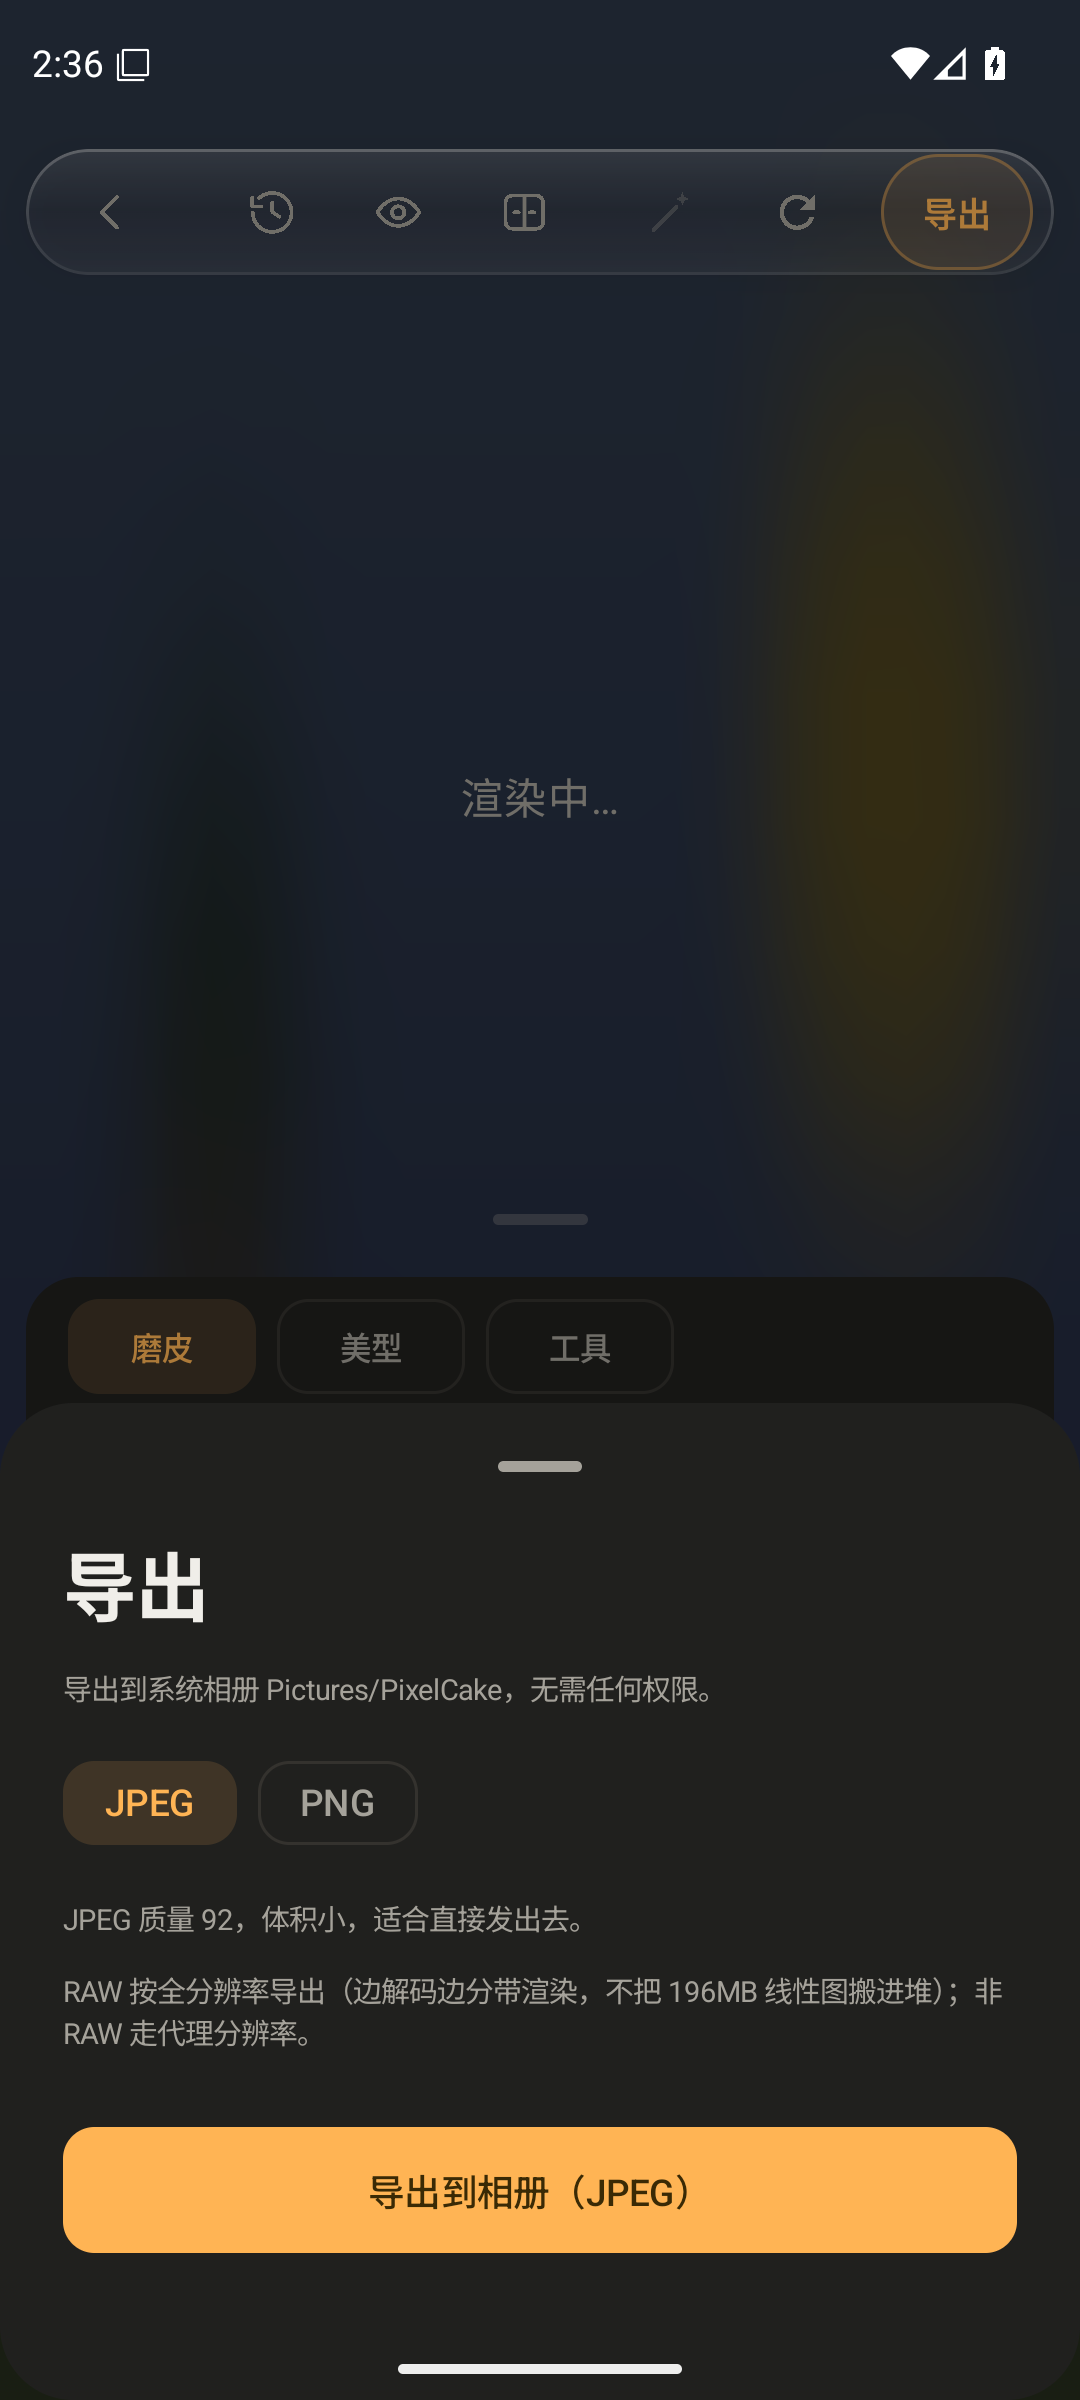 2:36
导出
渲染中...
磨皮
美型
工具
导出
导出到系统相册 Pictures/PixelCake，无需任何权限。
JPEG
PNG
JPEG 质量 92，体积小，适合直接发出去。
RAW 按全分辨率导出（边解码边分带渲染，不把 196MB 线性图搬进堆）；非
RAW 走代理分辨率。
导出到相册（JPEG）